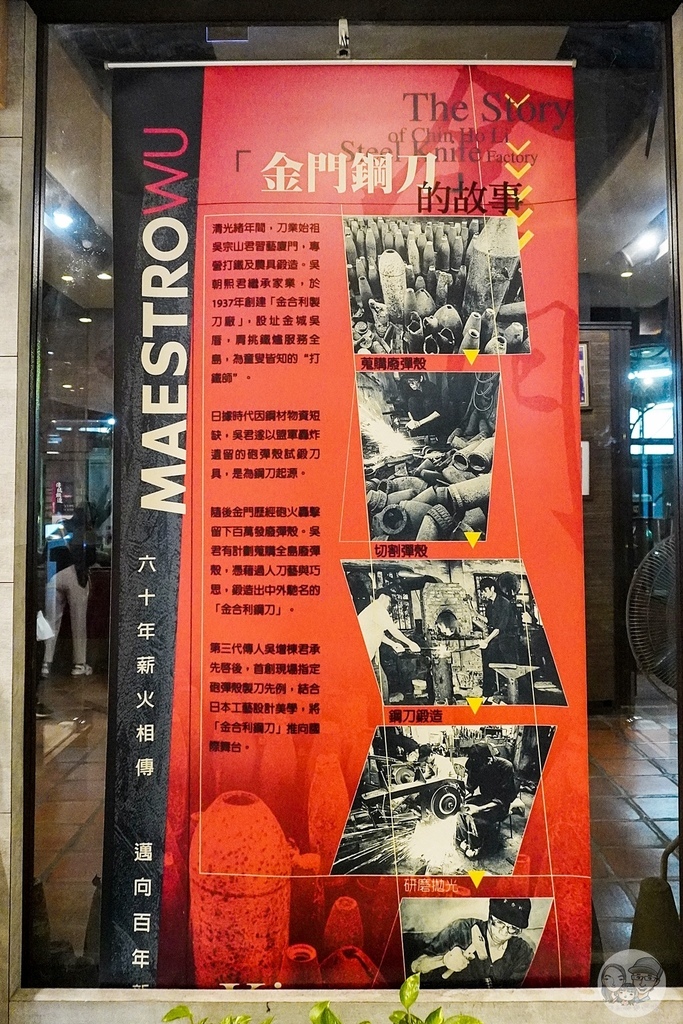 The Story
of Chin Ho Li
Steel Knife Factory
「金門鋼刀
的故事
MAESTROWU
六十年薪火相傳 邁向百年新
清光緒年間，刀業始祖
吳宗山君習藝廈門，專
營打鐵及農具鍛造。吳
朝熙君繼承家業，於
1937年創建「金合利製
刀廠」，設址金城吳
厝，肩挑鐵爐服務全
島，為童叟皆知的“打
鐵師”。
日據時代因鋼材物資短
缺，吳君遂以盟軍轟炸
遺留的砲彈殼試鍛刀
具，是為鋼刀起源。
隨後金門歷經砲火轟擊
留下百萬發廢彈殼。吳
君有計劃蒐購全島廢彈
殼，憑藉過人刀藝與巧
思，鍛造出中外馳名的
「金合利鋼刀」。
第三代傳人吳增棟君承
先啓後，首創現場指定
砲彈殼製刀先例，結合
日本工藝設計美學，將
「金合利鋼刀」推向國
際舞台。
蒐購廢彈殼
切割彈殼
鋼刀鍛造
研磨拋光